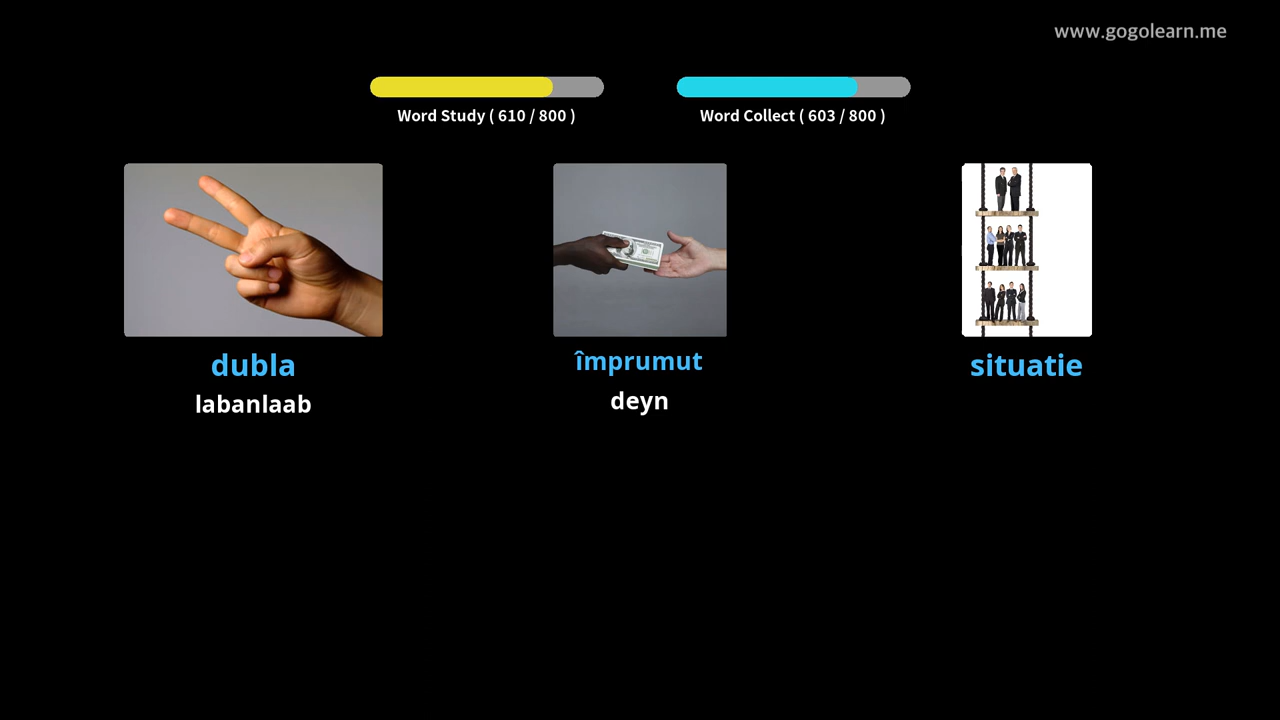 www.gogolearn.me
Word Study ( 610 / 800 )
Word Collect ( 603 / 800 )
dubla
labanlaab
împrumut
deyn
situatie